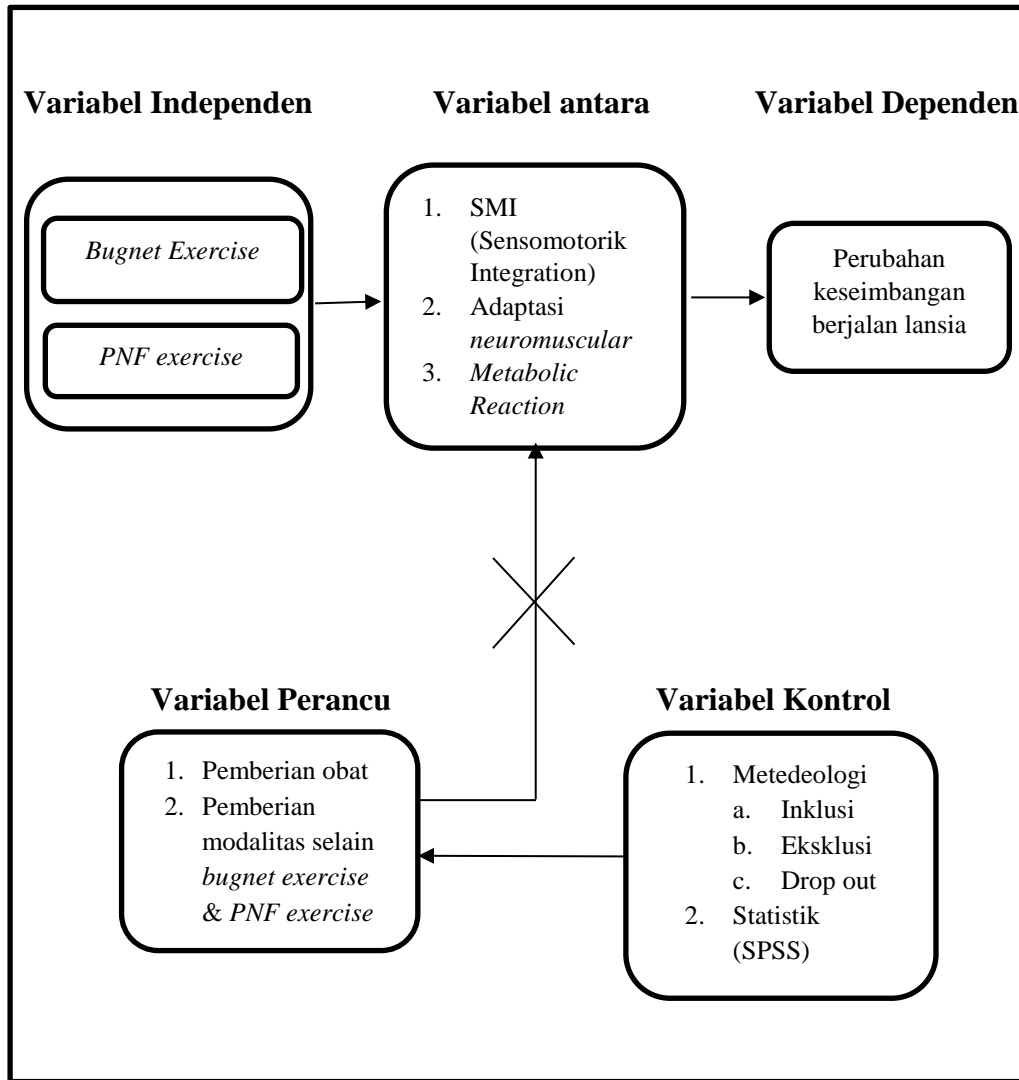 Variabel Independen
Variabel antara
Variabel Dependen
Bugnet Exercise
PNF exercise
1. SMI
(Sensomotorik
Integration)
2. Adaptasi
neuromuscular
3. Metabolic
Reaction
Perubahan
keseimbangan
berjalan lansia
Variabel Perancu
1. Pemberian obat
2. Pemberian
modalitas selain
bugnet exercise
& PNF exercise
Variabel Kontrol
1. Metedeologi
a. Inklusi
b. Eksklusi
c. Drop out
2. Statistik
(SPSS)